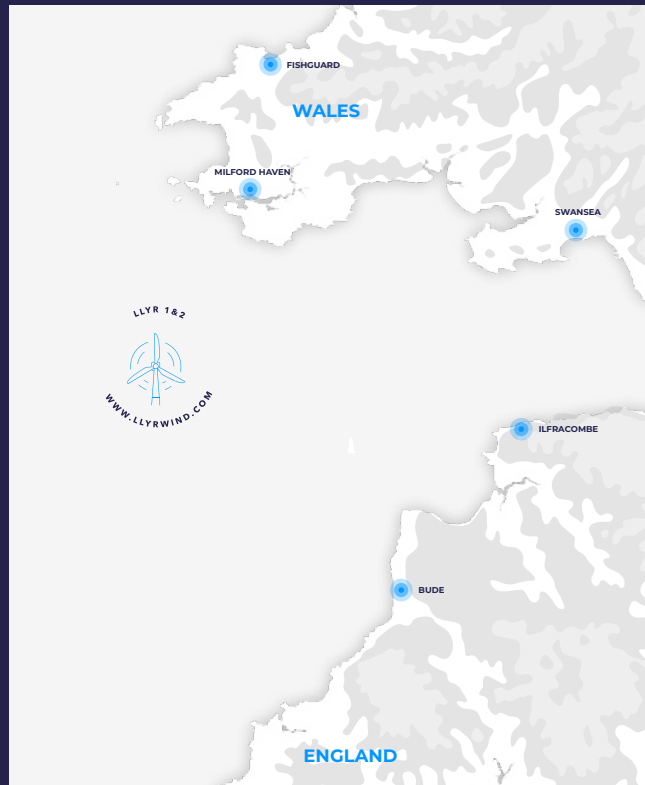 FISHGUARD
WALES
MILFORD HAVEN
SWANSEA
LLYR 1&2
WWW.LLYRWIND.COM
ILFRACOMBE
BUDE
ENGLAND